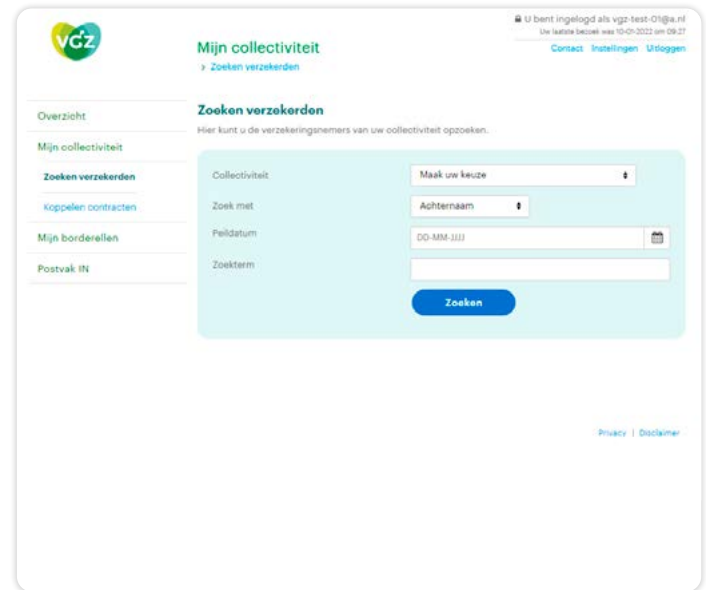 vGz
U bent ingelogd als vgz-test-01@a.nl
Uw laatste bezoek was 10-01-2022 om 09:27
Contact Instellingen Uitloggen
Mijn collectiviteit
› Zoeken verzekerden
Overzicht
Mijn collectiviteit
Zoeken verzekerden
Koppelen contracten
Mijn borderellen
Postvak IN
Zoeken verzekerden
Hier kunt u de verzekeringsnemers van uw collectiviteit opzoeken.
Collectiviteit Maak uw keuze
Zoek met Achternaam
Peildatum DD-MM-JJJJ
Zoekterm
Zoeken
Privacy | Disclaimer